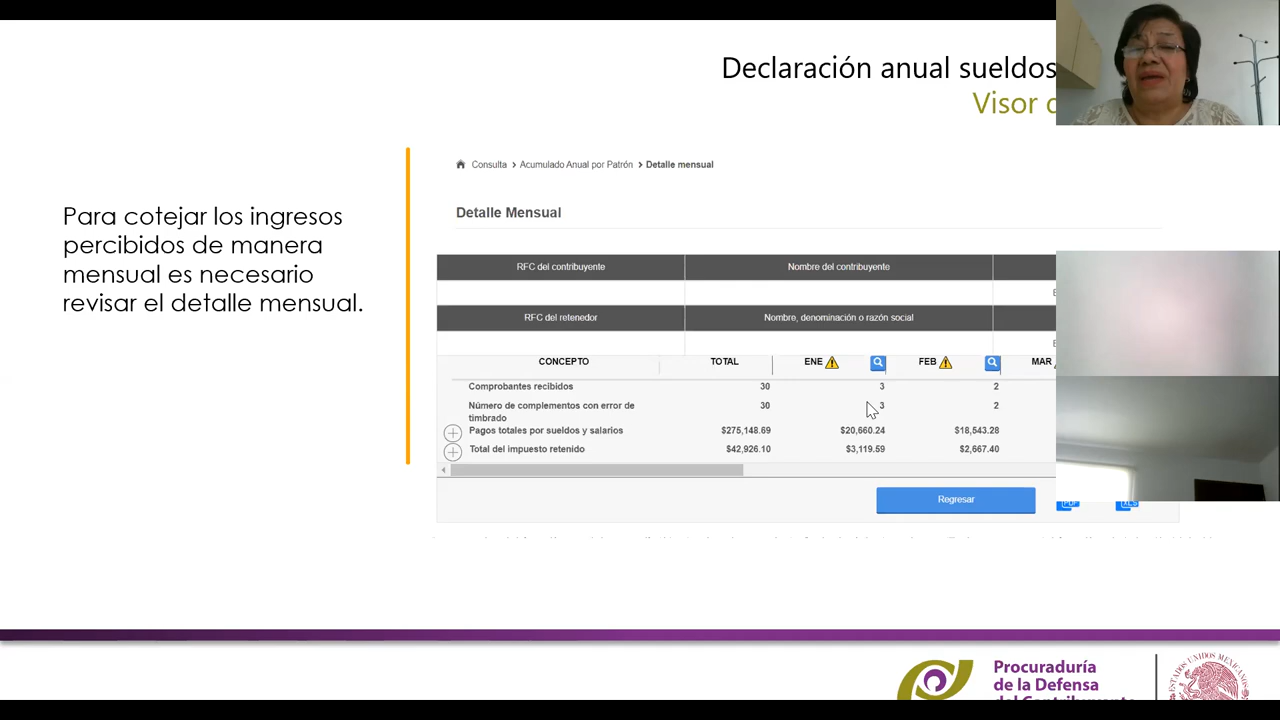 Declaración anual sueldos
Visor
Para cotejar los ingresos
percibidos de manera
mensual es necesario
revisar el detalle mensual.
Consulta > Acumulado Anual por Patrón > Detalle mensual
Detalle Mensual
RFC del contribuyente Nombre del contribuyente
RFC del retenedor Nombre, denominación o razón social
CONCEPTO TOTAL ENE FEB MAR
Comprobantes recibidos 30 3 2
Número de complementos con error de 30 3 2
timbrado
Pagos totales por sueldos y salarios $275,148.69 $20,660.24 $18,543.28
Total del impuesto retenido $42,926.10 $3,119.59 $2,667.40
Regresar
Procuraduría
de la Defensa
del Contribuyente